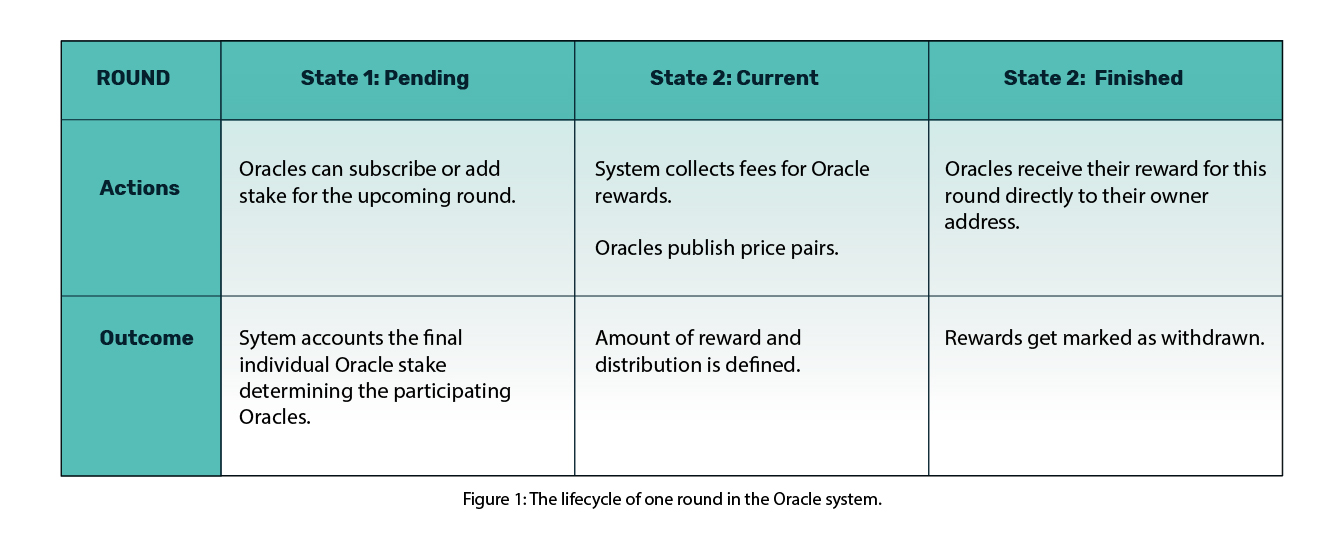 ROUND
State 1: Pending
State 2: Current
State 2:  Finished
Actions
Oracles can subscribe or add
stake for the upcoming round.
System collects fees for Oracle
rewards.
Oracles publish price pairs.
Oracles receive their reward for this
round directly to their owner
address.
Outcome
Sytem accounts the final
individual Oracle stake
determining the participating
Oracles.
Amount of reward and
distribution is defined.
Rewards get marked as withdrawn.
Figure 1: The lifecycle of one round in the Oracle system.